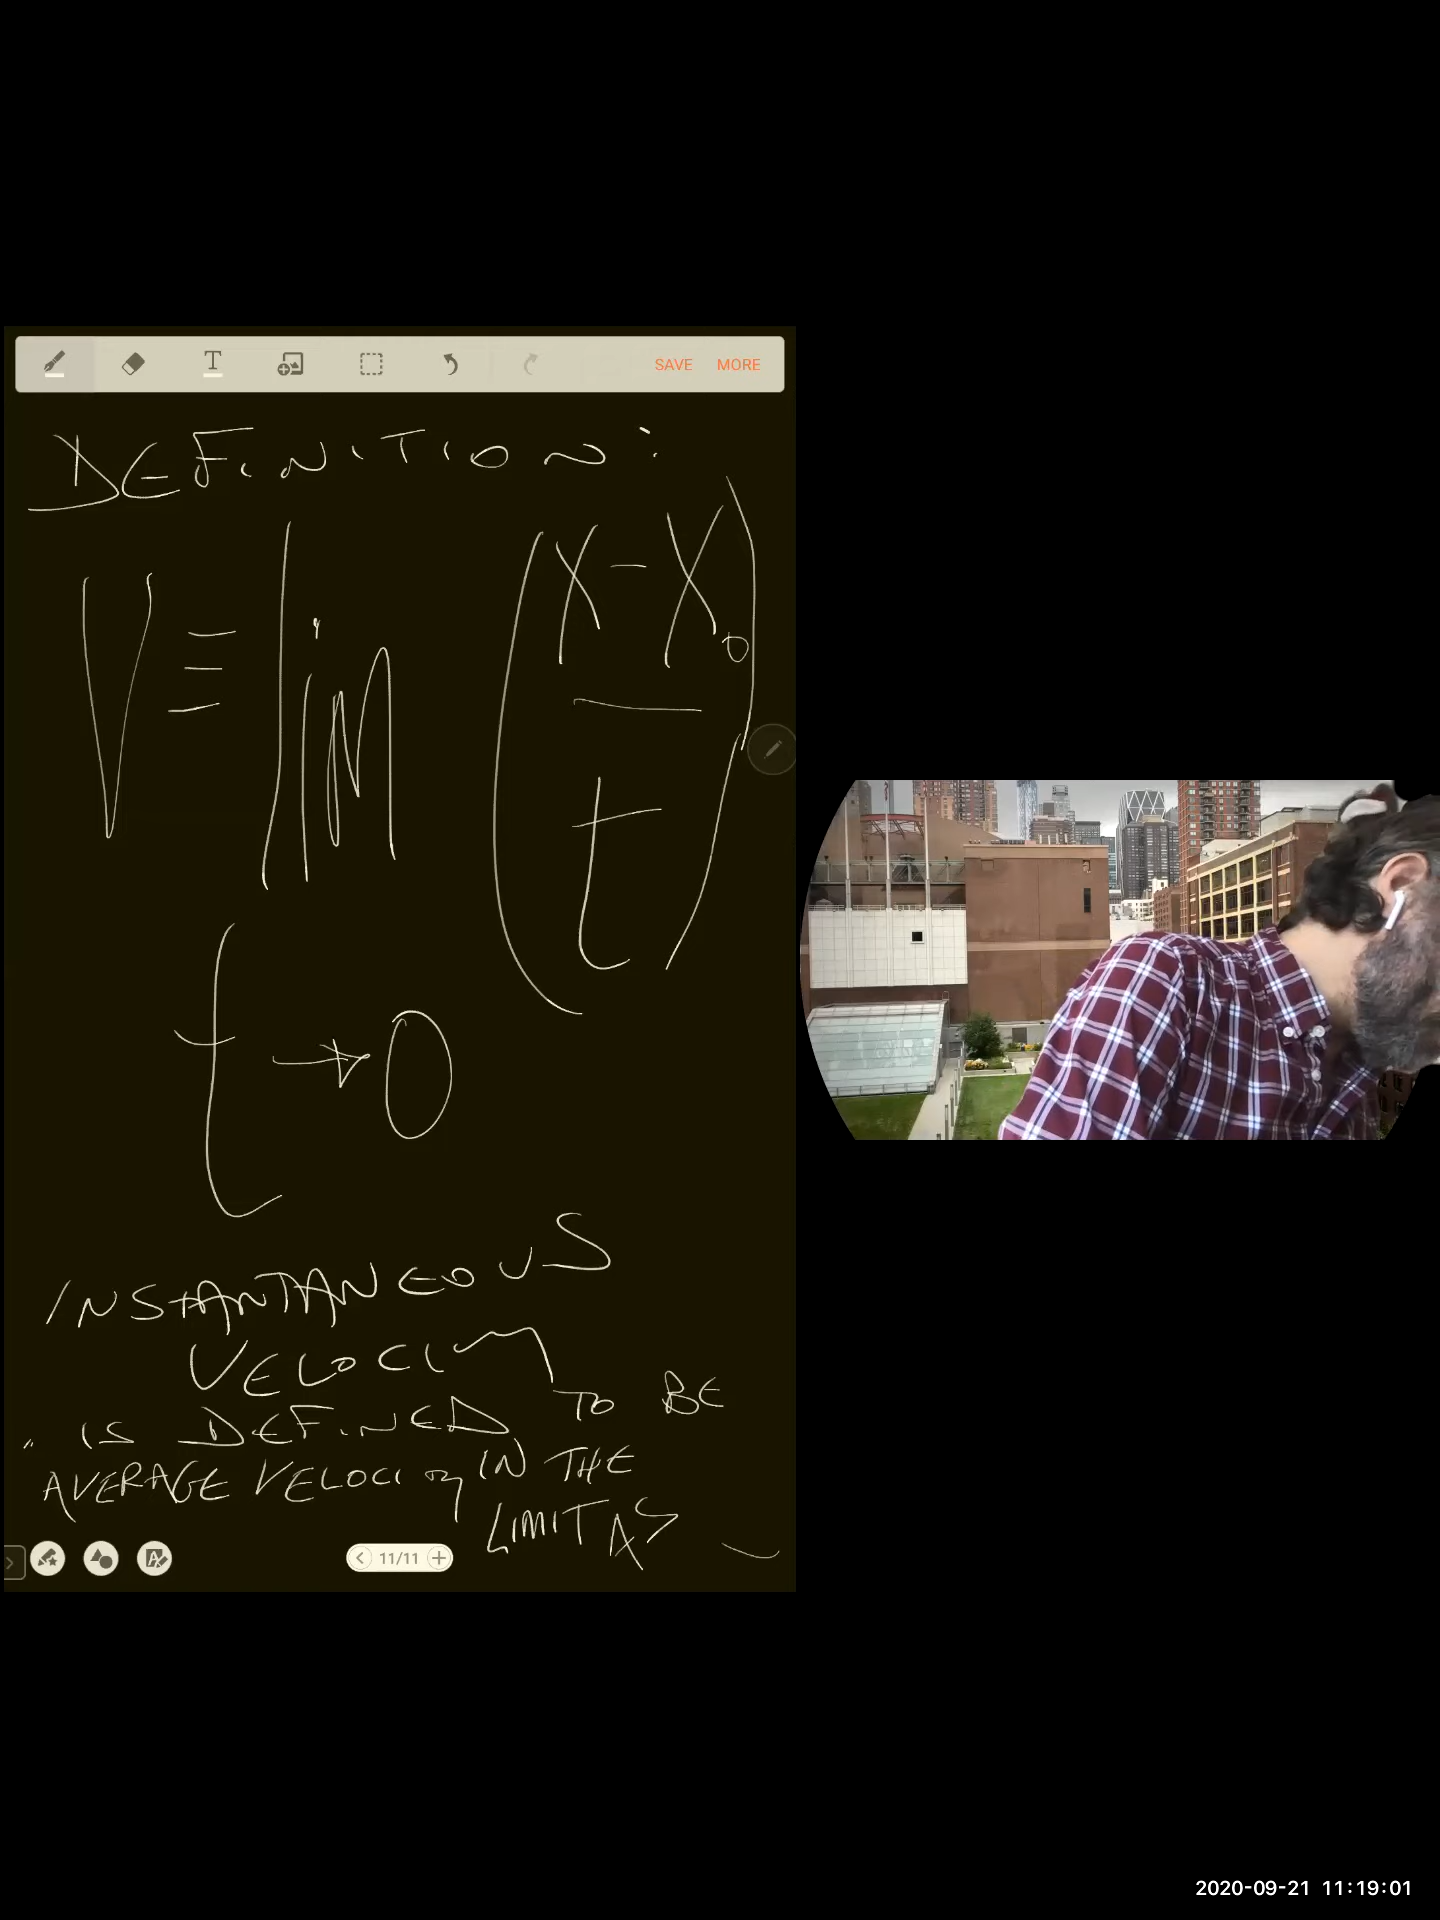 T
SAVE
MORE
DEFINITION:
V ≡ lim (x - x₀ / t)
t → 0
INSTANTANEOUS
VELOCITY
" IS DEFINED TO BE
AVERAGE VELOCITY IN THE
LIMIT AS
A
11/11
2020-09-21 11:19:01